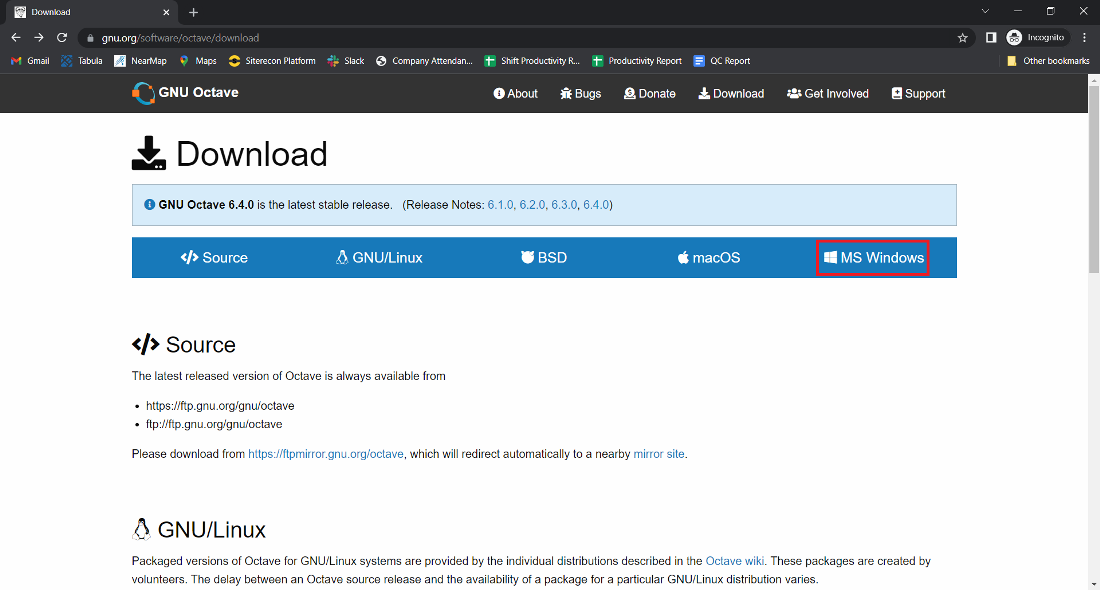 Download
gnu.org/software/octave/download
Incognito
Gmail Tabula NearMap Maps Siterecon Platform Slack Company Attendan... Shift Productivity R... Productivity Report QC Report Other bookmarks
GNU Octave About Bugs Donate Download Get Involved Support
Download
GNU Octave 6.4.0 is the latest stable release. (Release Notes: 6.1.0, 6.2.0, 6.3.0, 6.4.0)
Source GNU/Linux BSD macOS MS Windows
Source
The latest released version of Octave is always available from
• https://ftp.gnu.org/gnu/octave
• ftp://ftp.gnu.org/gnu/octave
Please download from https://ftpmirror.gnu.org/octave, which will redirect automatically to a nearby mirror site.
GNU/Linux
Packaged versions of Octave for GNU/Linux systems are provided by the individual distributions described in the Octave wiki. These packages are created by
volunteers. The delay between an Octave source release and the availability of a package for a particular GNU/Linux distribution varies.